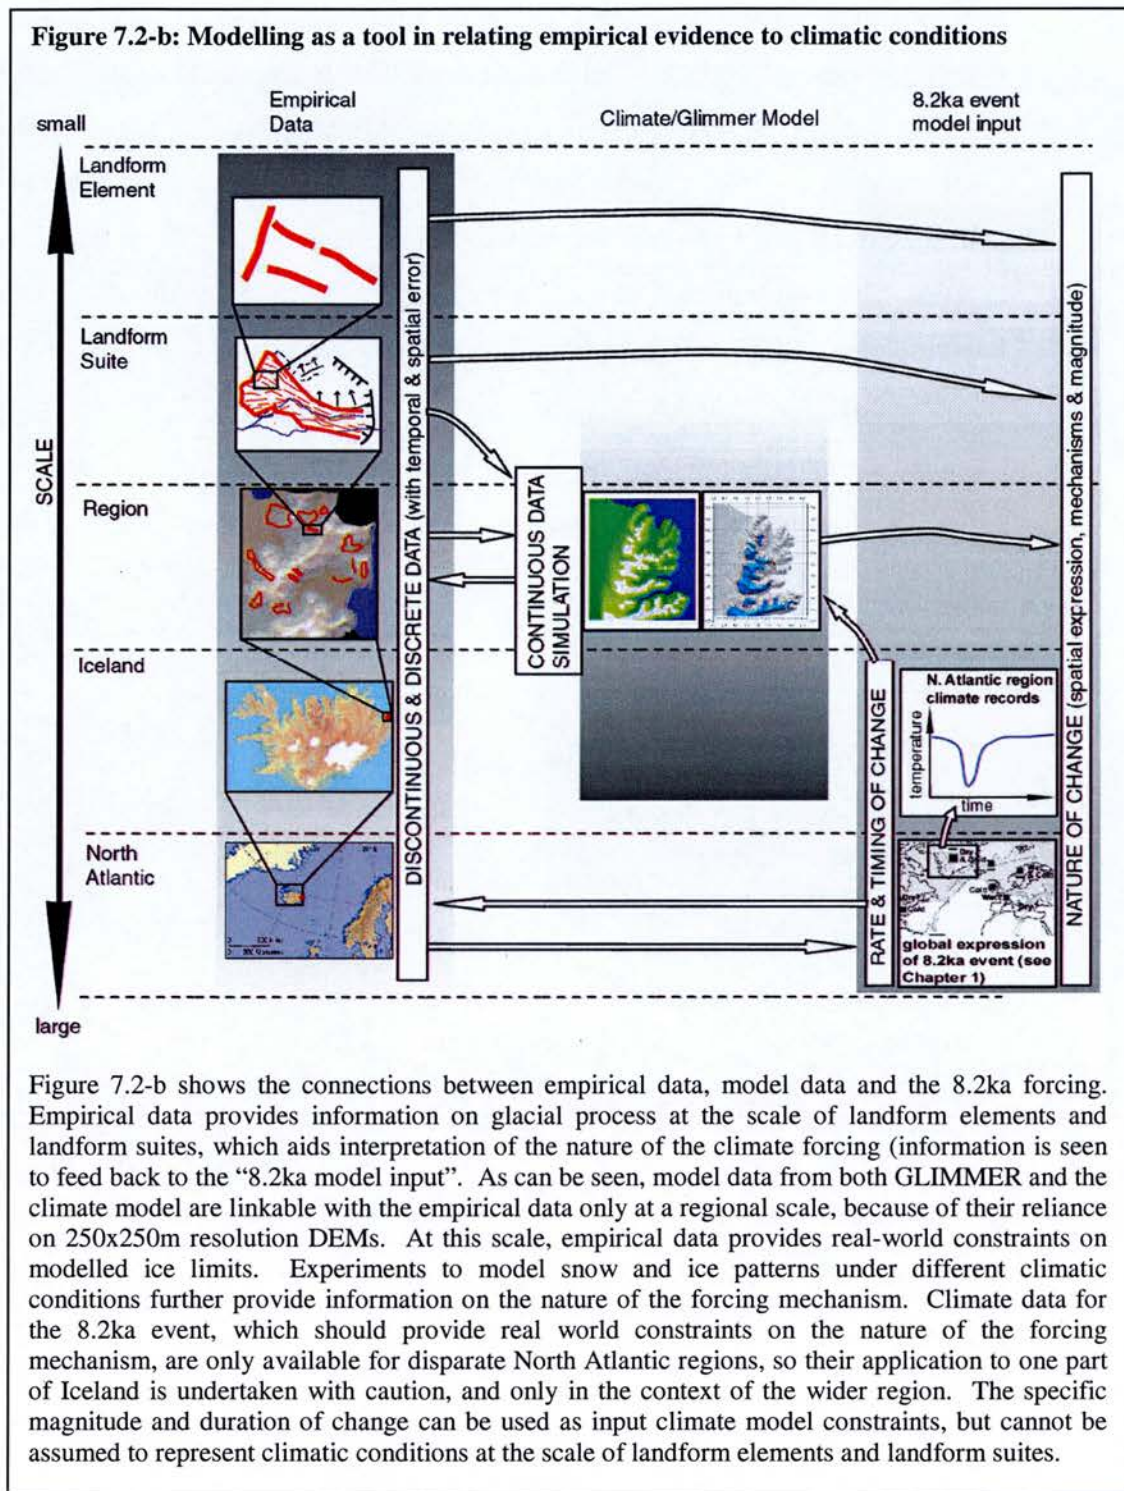 Figure 7.2-b: Modelling as a tool in relating empirical evidence to climatic conditions
small
Empirical
Data
Climate/Glimmer Model
8.2ka event
model input
Landform
Element
Landform
Suite
SCALE
Region
Iceland
North
Atlantic
large
DISCONTINUOUS & DISCRETE DATA (with temporal & spatial error)
CONTINUOUS DATA
SIMULATION
RATE & TIMING OF CHANGE
N. Atlantic region
climate records
temperature
time
global expression
of 8.2ka event (see
Chapter 1)
NATURE OF CHANGE (spatial expression, mechanisms & magnitude)
Figure 7.2-b shows the connections between empirical data, model data and the 8.2ka forcing.
Empirical data provides information on glacial process at the scale of landform elements and
landform suites, which aids interpretation of the nature of the climate forcing (information is seen
to feed back to the “8.2ka model input”. As can be seen, model data from both GLIMMER and the
climate model are linkable with the empirical data only at a regional scale, because of their reliance
on 250x250m resolution DEMs. At this scale, empirical data provides real-world constraints on
modelled ice limits. Experiments to model snow and ice patterns under different climatic
conditions further provide information on the nature of the forcing mechanism. Climate data for
the 8.2ka event, which should provide real world constraints on the nature of the forcing
mechanism, are only available for disparate North Atlantic regions, so their application to one part
of Iceland is undertaken with caution, and only in the context of the wider region. The specific
magnitude and duration of change can be used as input climate model constraints, but cannot be
assumed to represent climatic conditions at the scale of landform elements and landform suites.